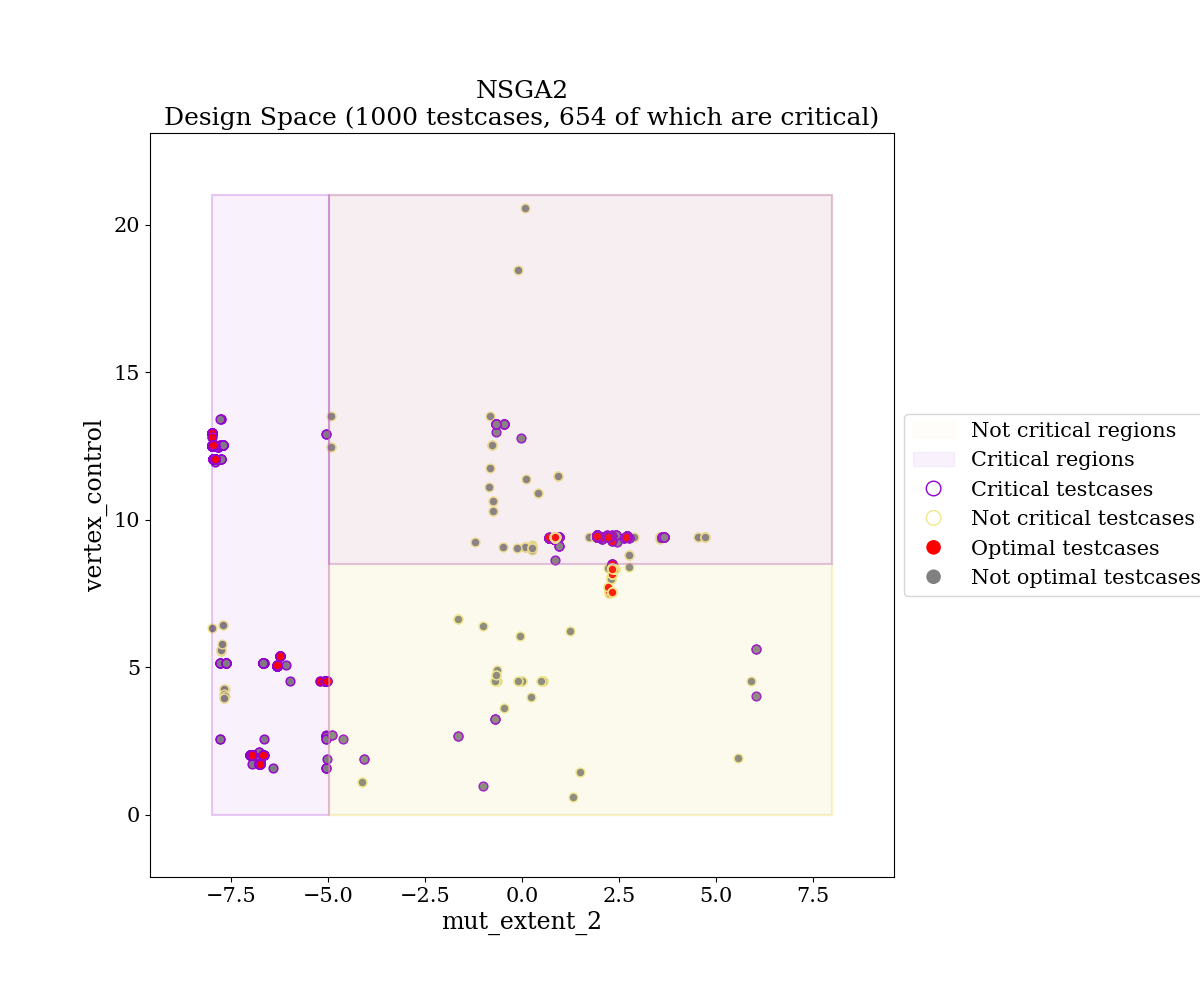 NSGA2
Design Space (1000 testcases, 654 of which are critical)
20
15
10
5
0
vertex_control
−7.5
−5.0
−2.5
0.0
2.5
5.0
7.5
mut_extent_2
Not critical regions
Critical regions
Critical testcases
Not critical testcases
Optimal testcases
Not optimal testcases